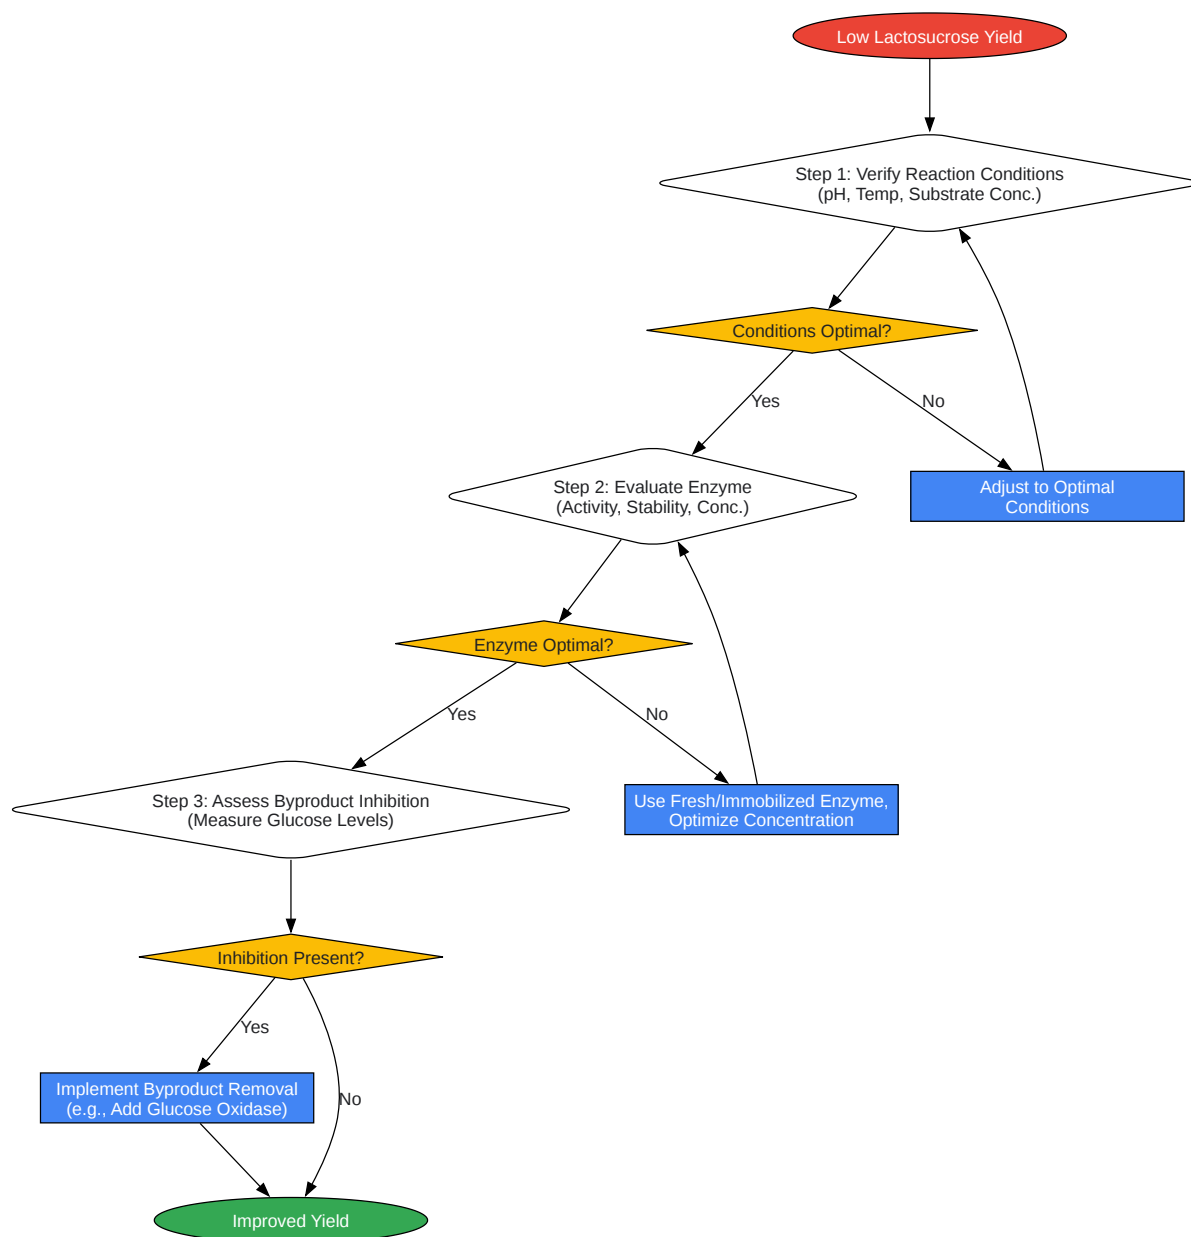 Low Lactosucrose Yield
Step 1: Verify Reaction Conditions
(pH, Temp, Substrate Conc.)
Conditions Optimal?
Yes
No
Step 2: Evaluate Enzyme
(Activity, Stability, Conc.)
Adjust to Optimal
Conditions
Enzyme Optimal?
Yes
No
Step 3: Assess Byproduct Inhibition
(Measure Glucose Levels)
Use Fresh/Immobilized Enzyme,
Optimize Concentration
Inhibition Present?
Yes
No
Implement Byproduct Removal
(e.g., Add Glucose Oxidase)
Improved Yield